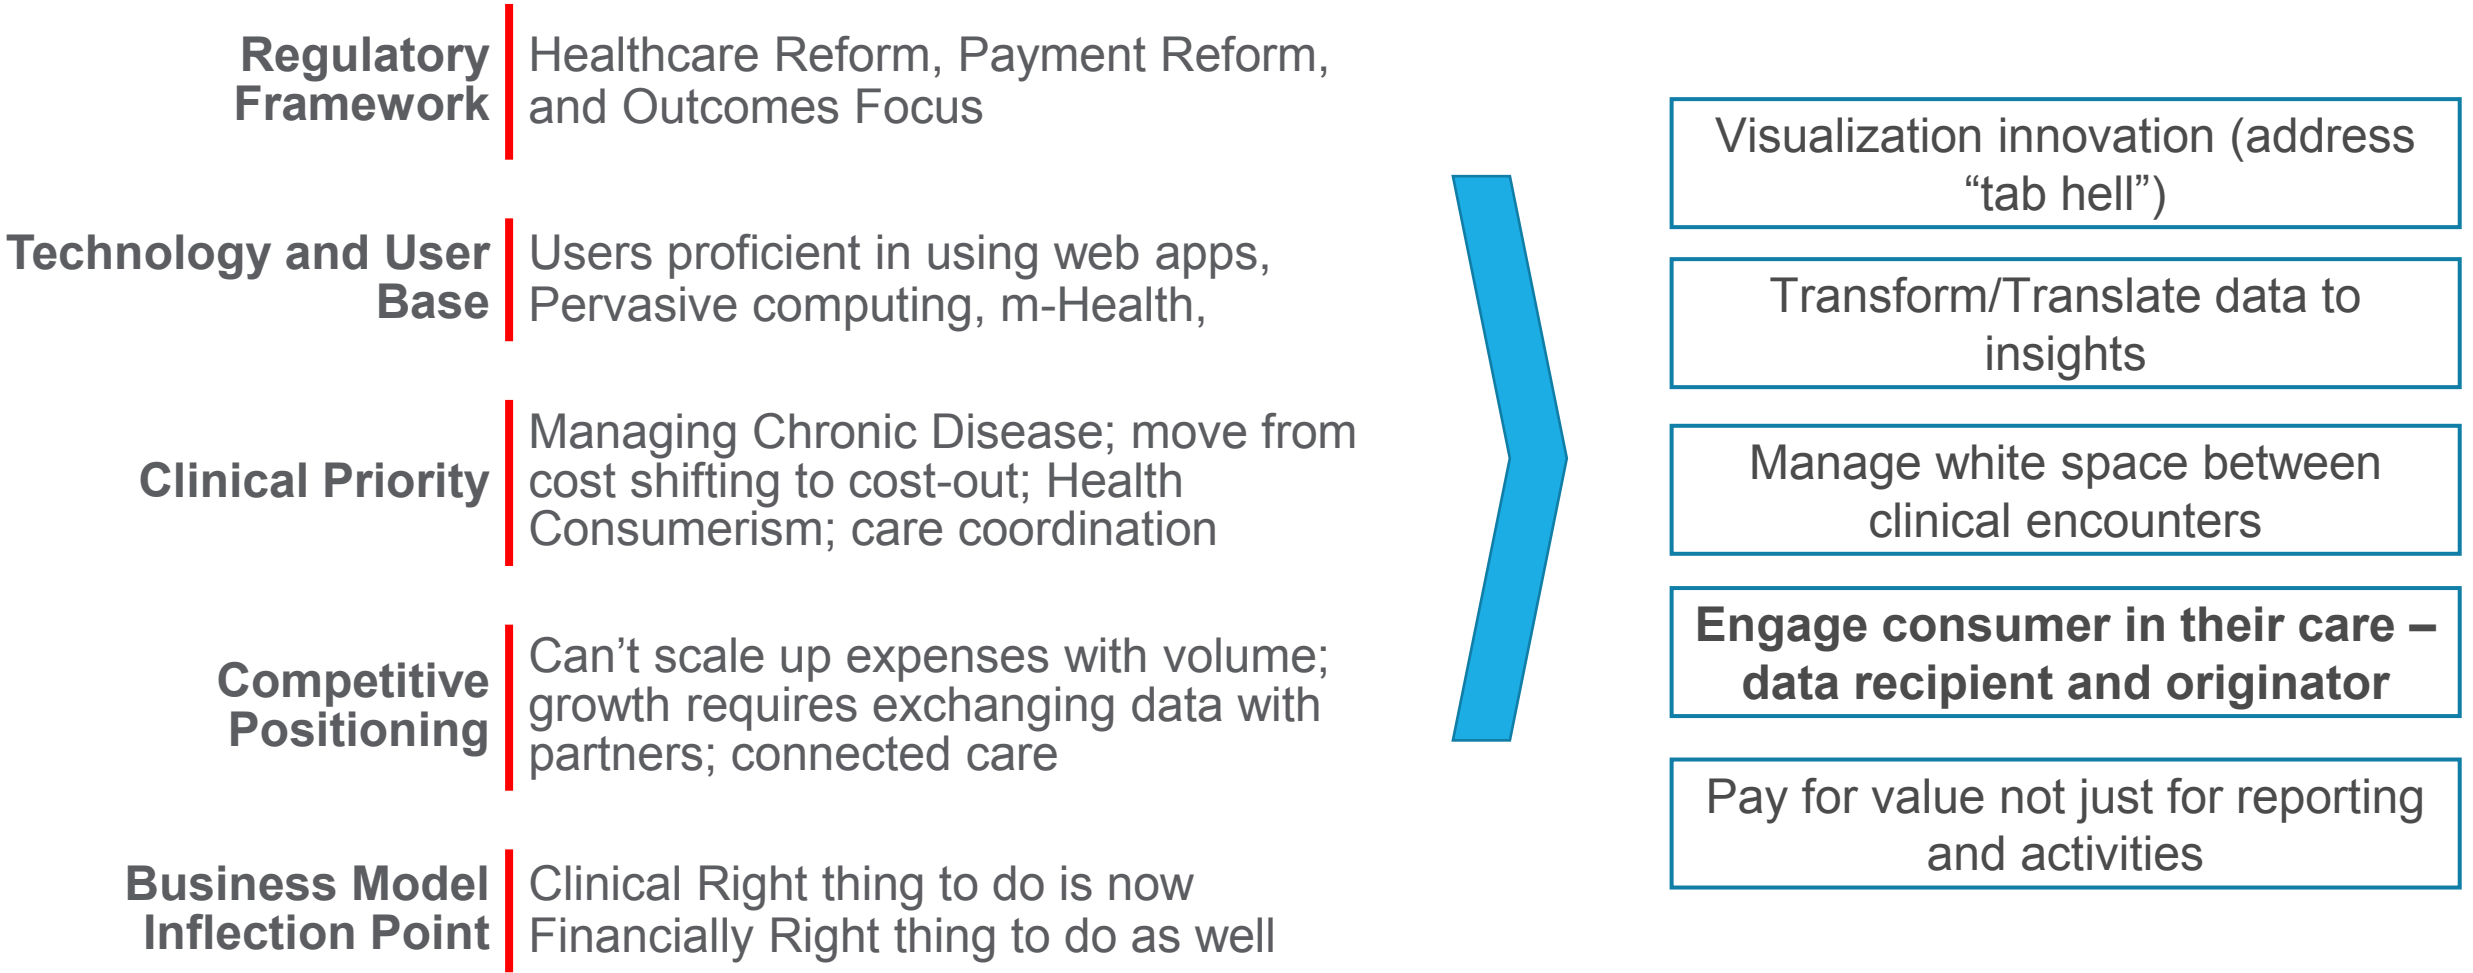 Regulatory
Framework
Healthcare Reform, Payment Reform,
and Outcomes Focus
Technology and User
Base
Users proficient in using web apps,
Pervasive computing, m-Health,
Clinical Priority
Managing Chronic Disease; move from
cost shifting to cost-out; Health
Consumerism; care coordination
Competitive
Positioning
Can’t scale up expenses with volume;
growth requires exchanging data with
partners; connected care
Business Model
Inflection Point
Clinical Right thing to do is now
Financially Right thing to do as well
Visualization innovation (address
“tab hell”)
Transform/Translate data to
insights
Manage white space between
clinical encounters
Engage consumer in their care –
data recipient and originator
Pay for value not just for reporting
and activities